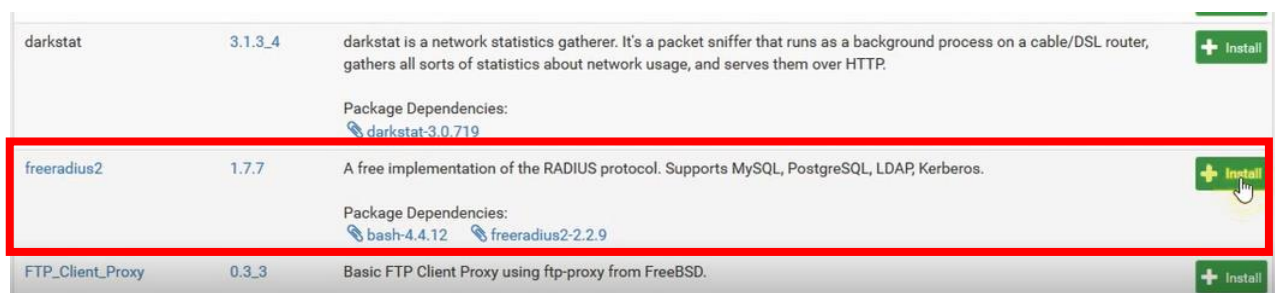 darkstat 3.1.3_4 darkstat is a network statistics gatherer. It's a packet sniffer that runs as a background process on a cable/DSL router, Install
gathers all sorts of statistics about network usage, and serves them over HTTP.
Package Dependencies:
darkstat-3.0.719
freeradius2 1.7.7 A free implementation of the RADIUS protocol. Supports MySQL, PostgreSQL, LDAP, Kerberos. Install
Package Dependencies:
bash-4.4.12 freeradius2-2.2.9
FTP_Client_Proxy 0.3_3 Basic FTP Client Proxy using ftp-proxy from FreeBSD. Install